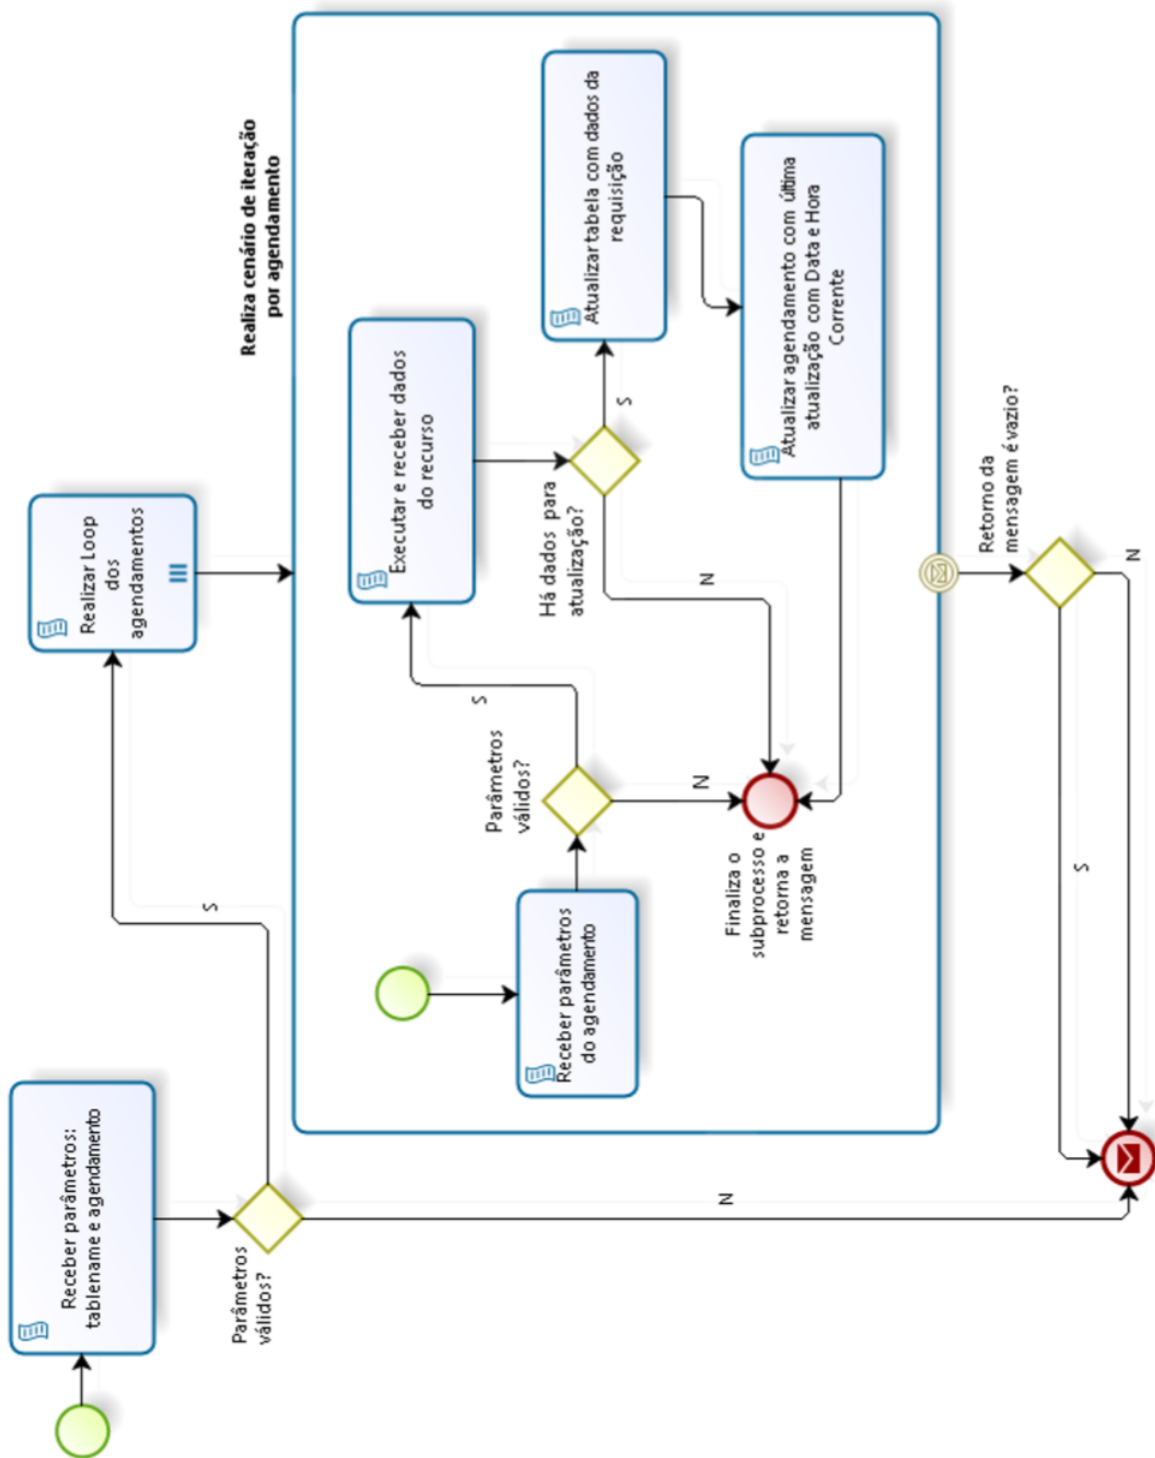 Receber parâmetros:
tablename e agendamento
Parâmetros
válidos?
S
N
Realizar Loop
dos
agendamentos
Realiza cenário de iteração
por agendamento
Receber parâmetros
do agendamento
Parâmetros
válidos?
S
N
Executar e receber dados
do recurso
Há dados para
atualização?
S
N
Atualizar tabela com dados da
requisição
Atualizar agendamento com última
atualização com Data e Hora
Corrente
Finaliza o
subprocesso e
retorna a
mensagem
Retorno da
mensagem é vazio?
S
N